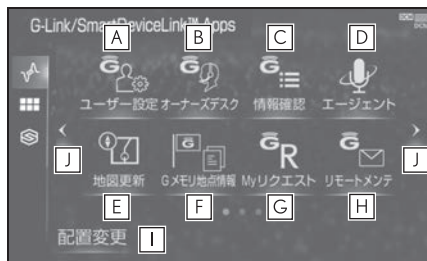 G-Link/SmartDeviceLink™ Apps
A B C D
ユーザー設定 オーナーズデスク 情報確認 エージェント
J J
地図更新 Gメモリ地点情報 Myリクエスト リモートメンテ
E F G H
配置変更 I